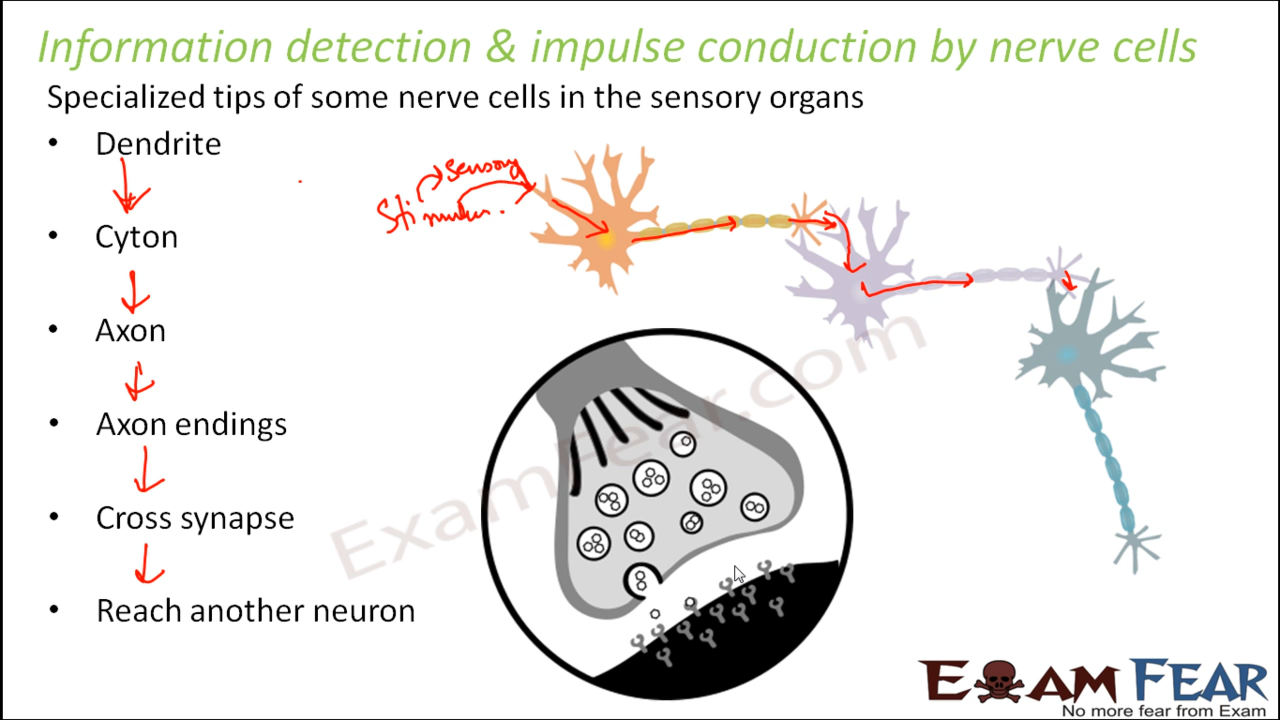 Information detection & impulse conduction by nerve cells
Specialized tips of some nerve cells in the sensory organs
• Dendrite
• Cyton
• Axon
• Axon endings
• Cross synapse
• Reach another neuron
Sensory
ExamFear.com
EXAM FEAR
No more fear from Exam